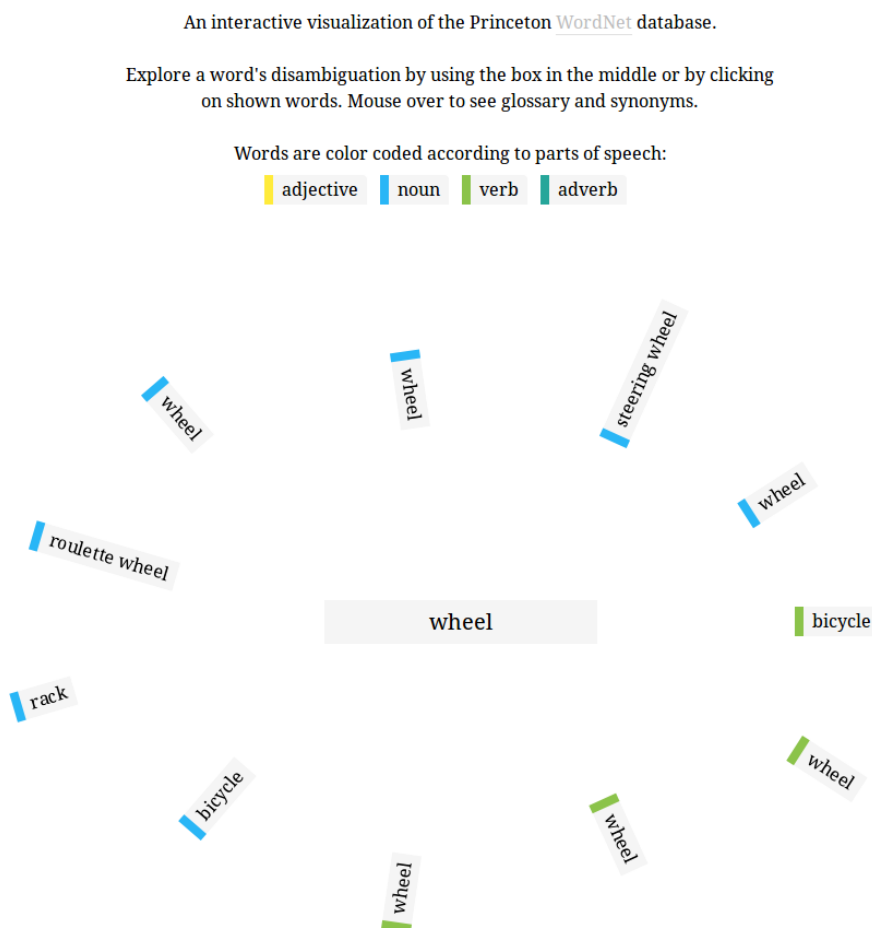 An interactive visualization of the Princeton WordNet database.
Explore a word's disambiguation by using the box in the middle or by clicking
on shown words. Mouse over to see glossary and synonyms.
Words are color coded according to parts of speech:
adjective noun verb adverb
steering wheel
wheel
wheel
wheel
roulette wheel
wheel
bicycle
rack
wheel
bicycle
wheel
wheel